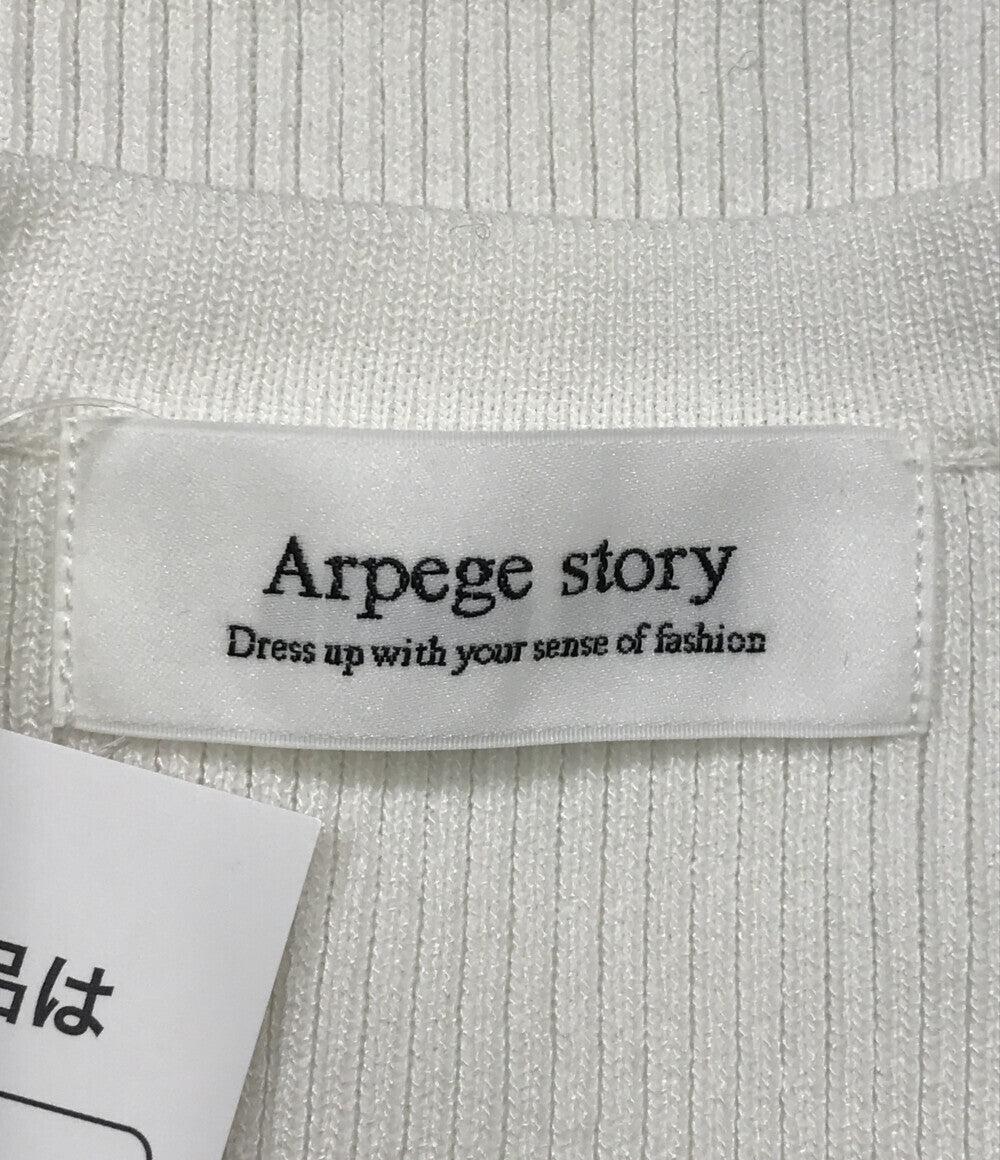 Arpege story
Dress up with your sense of fashion
品は